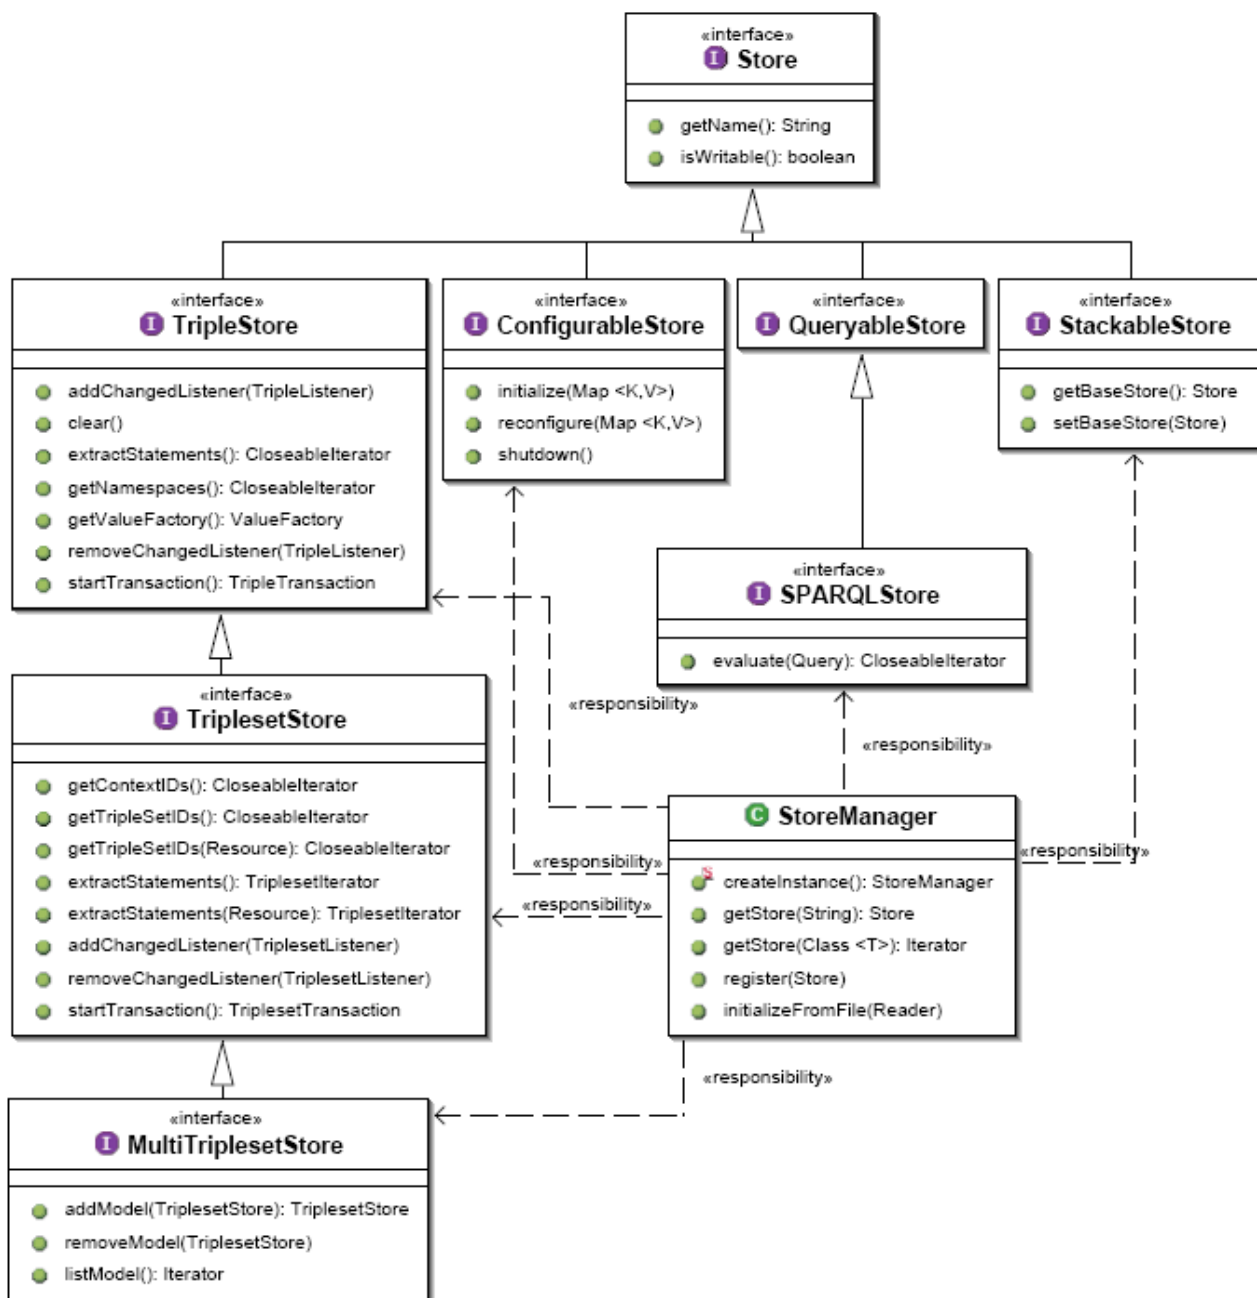 «interface»
I Store
getName(): String
isWritable(): boolean
«interface»
I TripleStore
addChangedListener(TripleListener)
clear()
extractStatements(): CloseableIterator
getNamespaces(): CloseableIterator
getValueFactory(): ValueFactory
removeChangedListener(TripleListener)
startTransaction(): TripleTransaction
«interface»
I ConfigurableStore
initialize(Map <K,V>)
reconfigure(Map <K,V>)
shutdown()
«interface»
I QueryableStore
«interface»
I StackableStore
getBaseStore(): Store
setBaseStore(Store)
«interface»
I SPARQLStore
evaluate(Query): CloseableIterator
«interface»
I TriplesetStore
getContextIDs(): CloseableIterator
getTripleSetIDs(): CloseableIterator
getTripleSetIDs(Resource): CloseableIterator
extractStatements(): TriplesetIterator
extractStatements(Resource): TriplesetIterator
addChangedListener(TriplesetListener)
removeChangedListener(TriplesetListener)
startTransaction(): TriplesetTransaction
«responsibility»
«responsibility»
«responsibility»
«responsibility»
«responsibility»
C StoreManager
S
createInstance(): StoreManager
getStore(String): Store
getStore(Class <T>): Iterator
register(Store)
initializeFromFile(Reader)
«responsibility»
«interface»
I MultiTriplesetStore
addModel(TriplesetStore): TriplesetStore
removeModel(TriplesetStore)
listModel(): Iterator